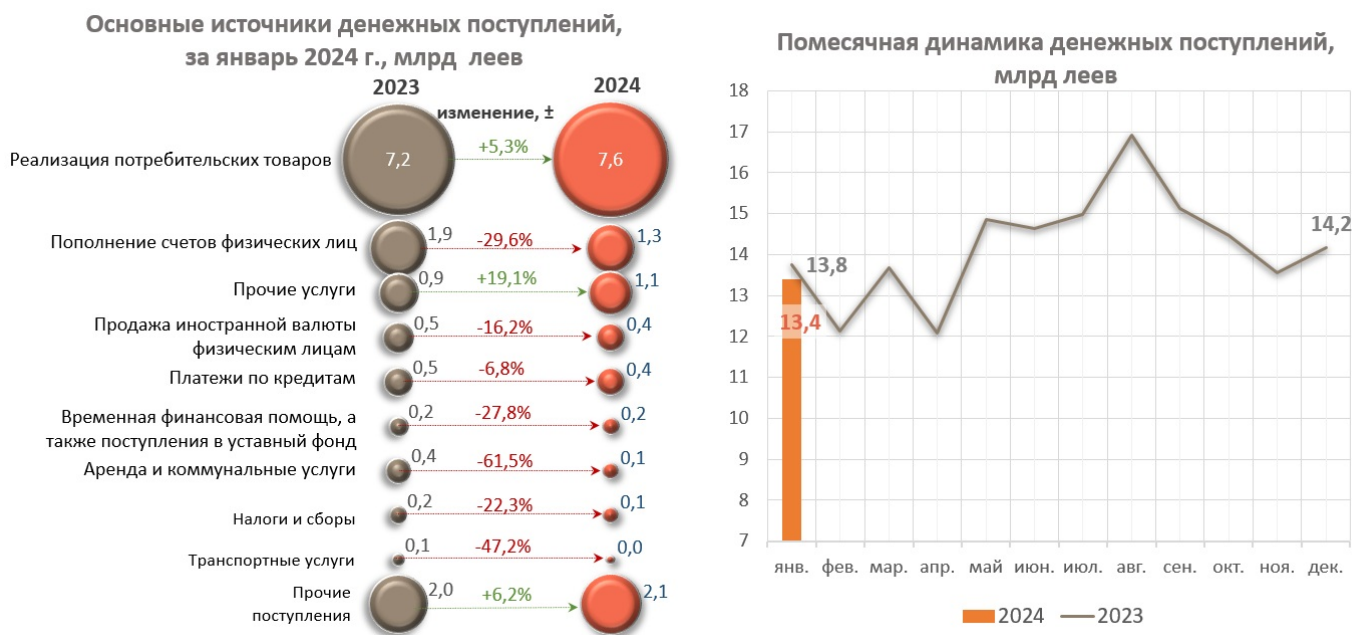 Основные источники денежных поступлений,
за январь 2024 г., млрд леев
2023
2024
изменение, ±
Реализация потребительских товаров
7,2
+5,3%
7,6
Пополнение счетов физических лиц
1,9
-29,6%
1,3
Прочие услуги
0,9
+19,1%
1,1
Продажа иностранной валюты
физическим лицам
0,5
-16,2%
0,4
Платежи по кредитам
0,5
-6,8%
0,4
Временная финансовая помощь, а
также поступления в уставный фонд
0,2
-27,8%
0,2
Аренда и коммунальные услуги
0,4
-61,5%
0,1
Налоги и сборы
0,2
-22,3%
0,1
Транспортные услуги
0,1
-47,2%
0,0
Прочие
поступления
2,0
+6,2%
2,1
Помесячная динамика денежных поступлений,
млрд леев
18
17
16
15
14
13
12
11
10
9
8
7
13,8
13,4
14,2
янв. фев. мар. апр. май июн. июл. авг. сен. окт. ноя. дек.
2024 2023